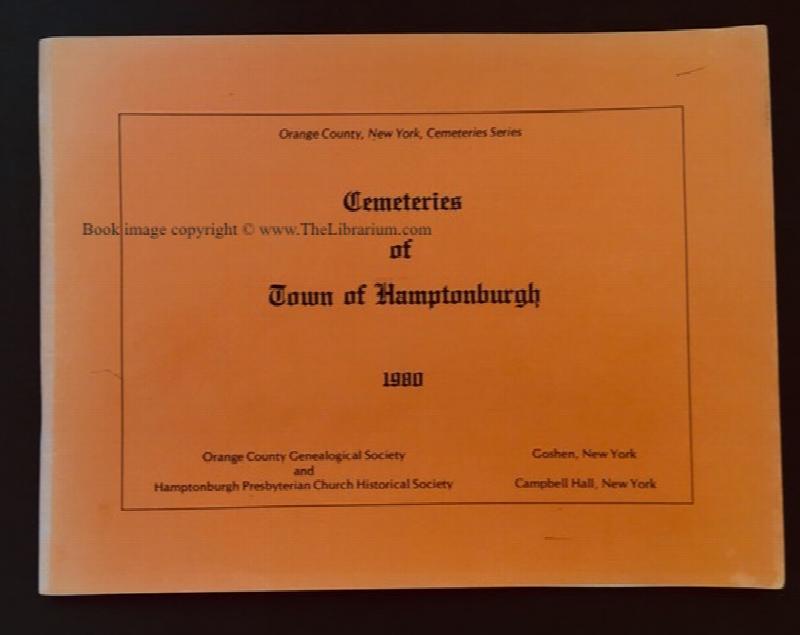 Orange County, New York, Cemeteries Series
Cemeteries
Book image copyright © www.TheLibrarium.com
of
Town of Hamptonburgh
1980
Orange County Genealogical Society
and
Hamptonburgh Presbyterian Church Historical Society
Goshen, New York
Campbell Hall, New York